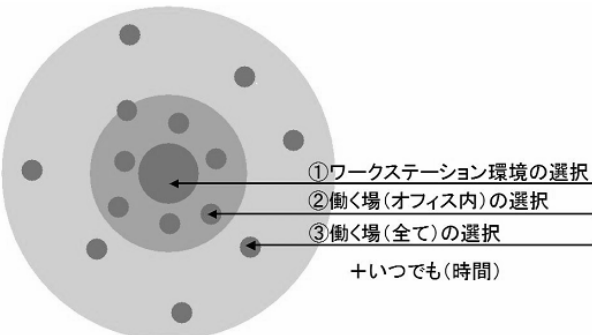 ①ワークステーション環境の選択
②働く場(オフィス内)の選択
③働く場(全て)の選択
+いつでも(時間)